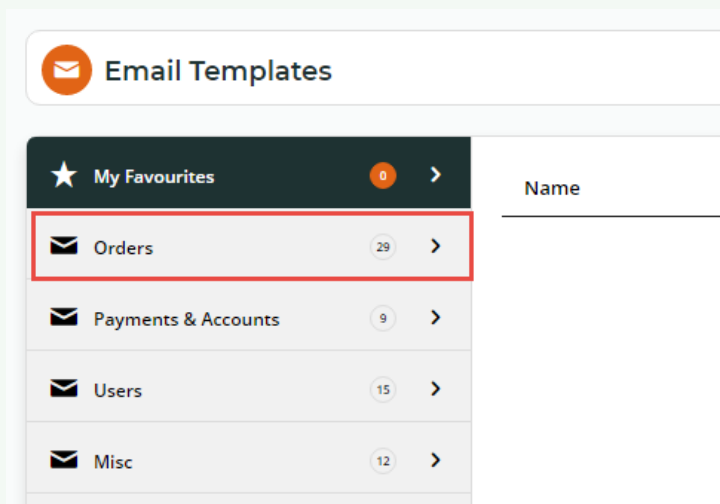 Email Templates
My Favourites 0
Name
Orders 29
Payments & Accounts 9
Users 15
Misc 12